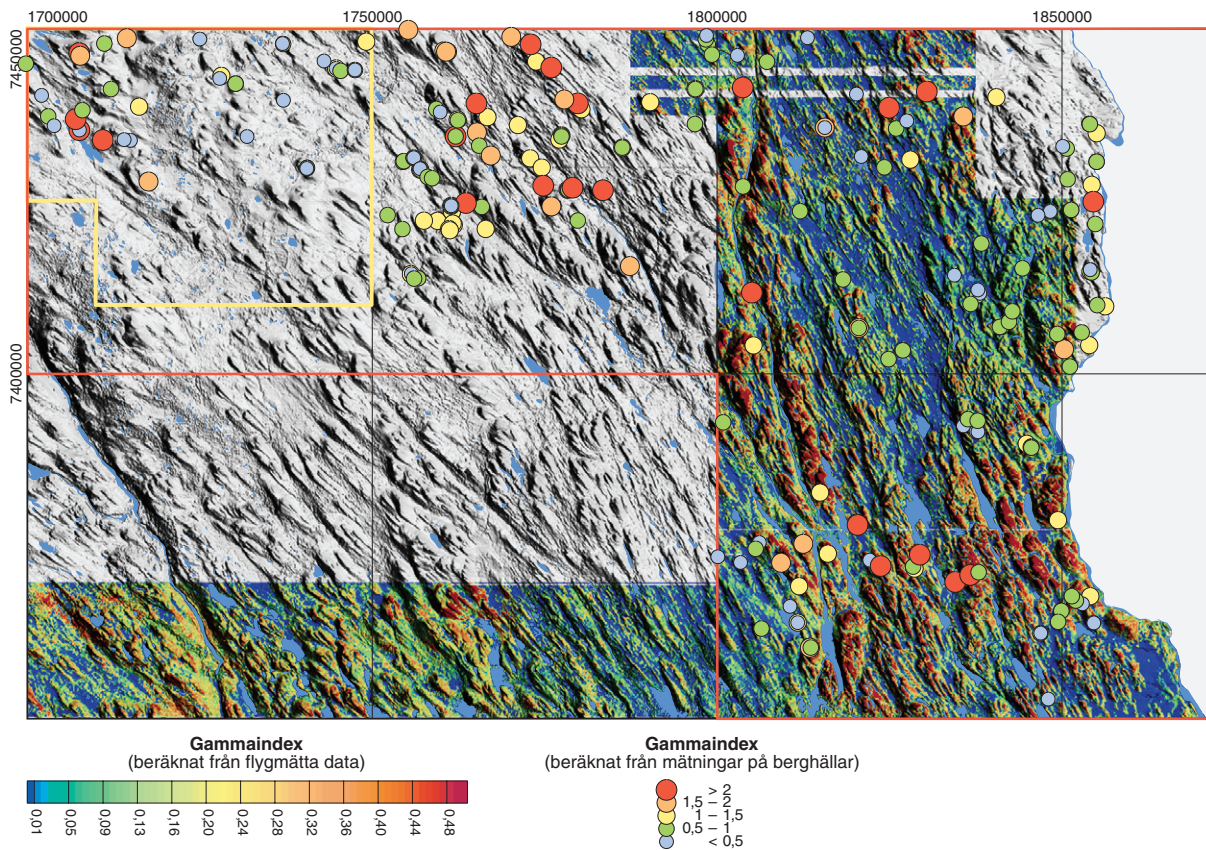 1700000 1750000 1800000 1850000
7450000
7400000
Gammaindex
(beräknat från flygmätta data)
0,01 0,05 0,09 0,13 0,16 0,20 0,24 0,28 0,32 0,36 0,40 0,44 0,48
Gammaindex
(beräknat från mätningar på berghällar)
> 2
1,5 – 2
1 – 1,5
0,5 – 1
< 0,5